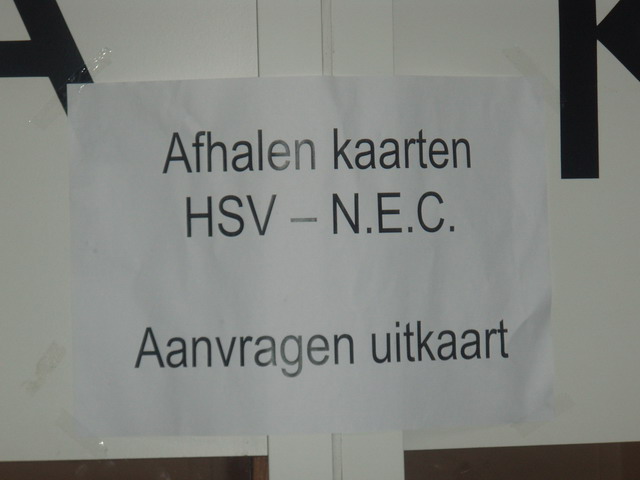 A
K
Afhalen kaarten
HSV – N.E.C.
Aanvragen uitkaart